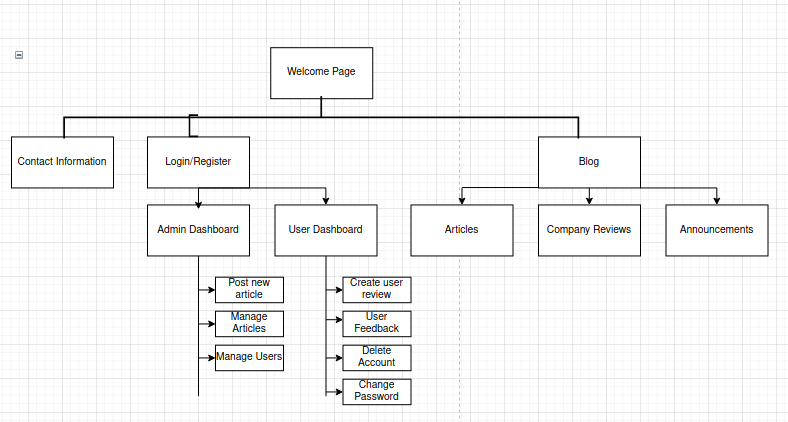 Welcome Page
Contact Information
Login/Register
Blog
Admin Dashboard
User Dashboard
Articles
Company Reviews
Announcements
Post new
article
Manage
Articles
Manage Users
Create user
review
User
Feedback
Delete
Account
Change
Password